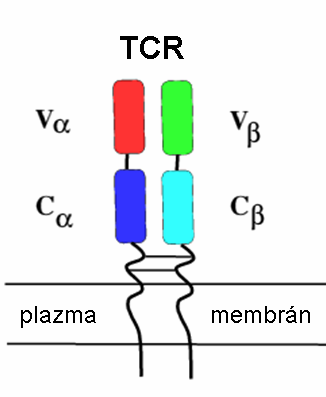 TCR
Vα Vβ
Cα Cβ
plazma membrán